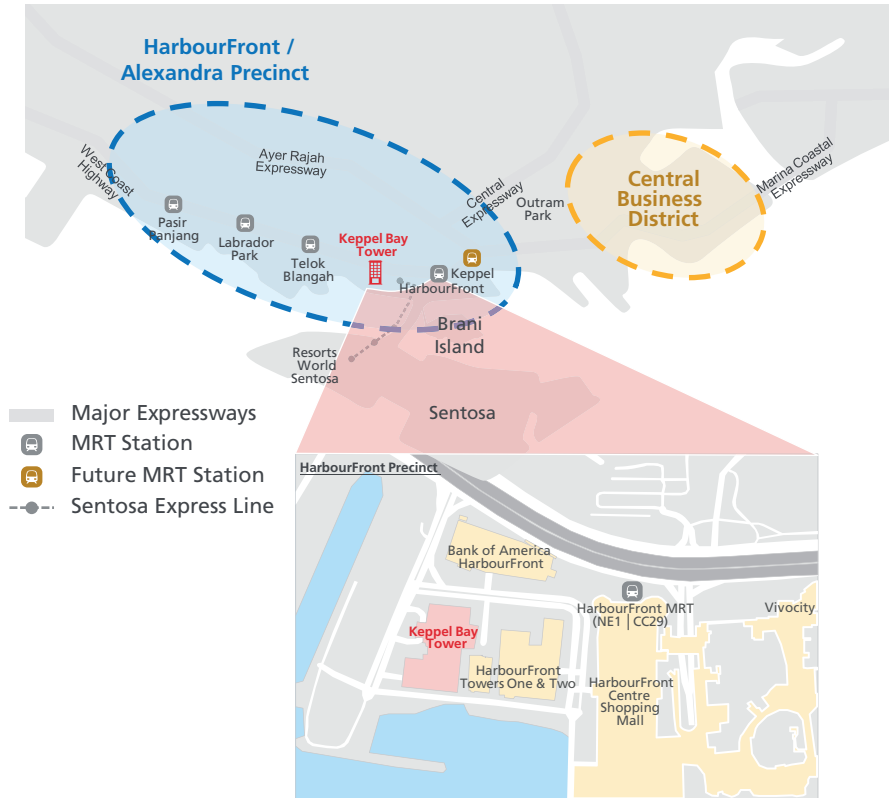 HarbourFront /
Alexandra Precinct
Ayer Rajah
Expressway
West Coast
Highway
Central
Expressway
Outram
Park
Central
Business
District
Marina Coastal
Expressway
Pasir
Panjang
Labrador
Park
Telok
Blangah
Keppel Bay
Tower
Keppel
HarbourFront
Brani
Island
Resorts
World
Sentosa
Sentosa
Major Expressways
MRT Station
Future MRT Station
Sentosa Express Line
HarbourFront Precinct
Bank of America
HarbourFront
HarbourFront MRT
(NE1 | CC29)
Vivocity
Keppel Bay
Tower
HarbourFront
Towers One & Two
HarbourFront
Centre
Shopping
Mall